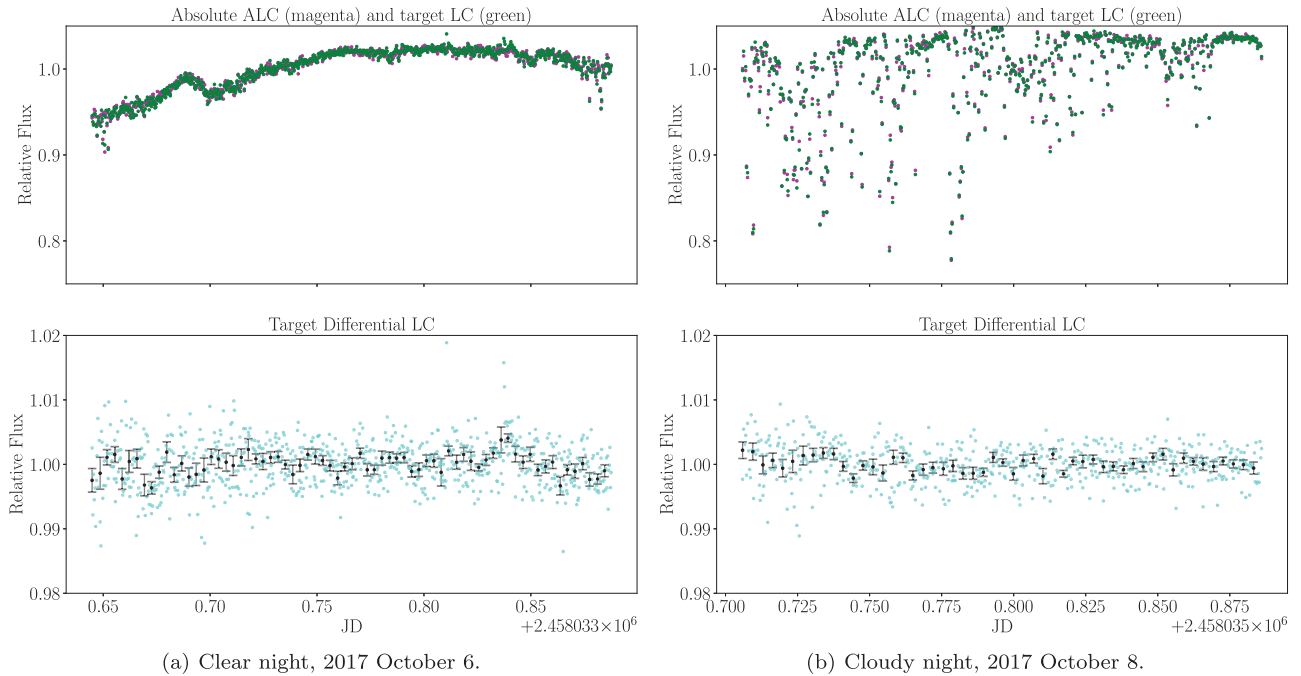 Absolute ALC (magenta) and target LC (green)
Relative Flux
1.0
0.9
0.8
Target Differential LC
Relative Flux
1.02
1.01
1.00
0.99
0.98
0.65 0.70 0.75 0.80 0.85
JD
+2.458033×10⁶
(a) Clear night, 2017 October 6.
Absolute ALC (magenta) and target LC (green)
Relative Flux
1.0
0.9
0.8
Target Differential LC
Relative Flux
1.02
1.01
1.00
0.99
0.98
0.700 0.725 0.750 0.775 0.800 0.825 0.850 0.875
JD
+2.458035×10⁶
(b) Cloudy night, 2017 October 8.